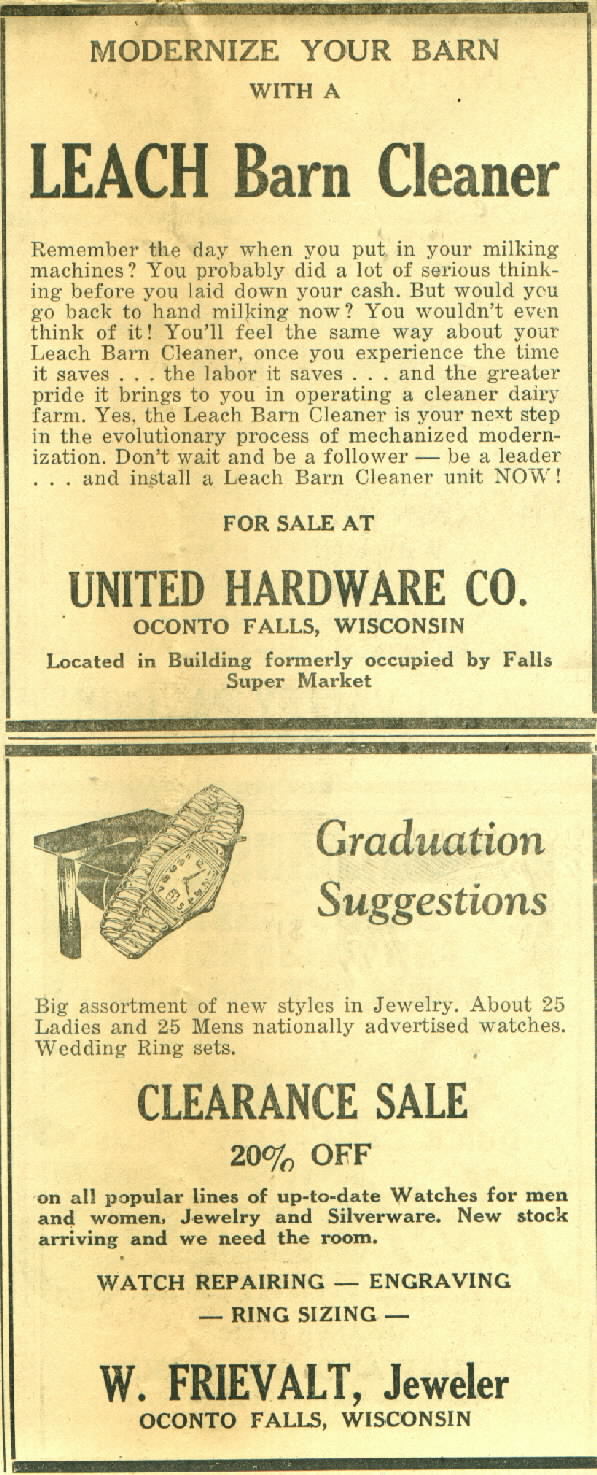 MODERNIZE YOUR BARN
WITH A
LEACH Barn Cleaner
Remember the day when you put in your milking
machines? You probably did a lot of serious think-
ing before you laid down your cash. But would you
go back to hand milking now? You wouldn't even
think of it! You'll feel the same way about your
Leach Barn Cleaner, once you experience the time
it saves . . . the labor it saves . . . and the greater
pride it brings to you in operating a cleaner dairy
farm. Yes, the Leach Barn Cleaner is your next step
in the evolutionary process of mechanized modern-
ization. Don't wait and be a follower — be a leader
. . . and install a Leach Barn Cleaner unit NOW!
FOR SALE AT
UNITED HARDWARE CO.
OCONTO FALLS, WISCONSIN
Located in Building formerly occupied by Falls
Super Market
Graduation
Suggestions
Big assortment of new styles in Jewelry. About 25
Ladies and 25 Mens nationally advertised watches.
Wedding Ring sets.
CLEARANCE SALE
20% OFF
on all popular lines of up-to-date Watches for men
and women, Jewelry and Silverware. New stock
arriving and we need the room.
WATCH REPAIRING — ENGRAVING
— RING SIZING —
W. FRIEVALT, Jeweler
OCONTO FALLS, WISCONSIN